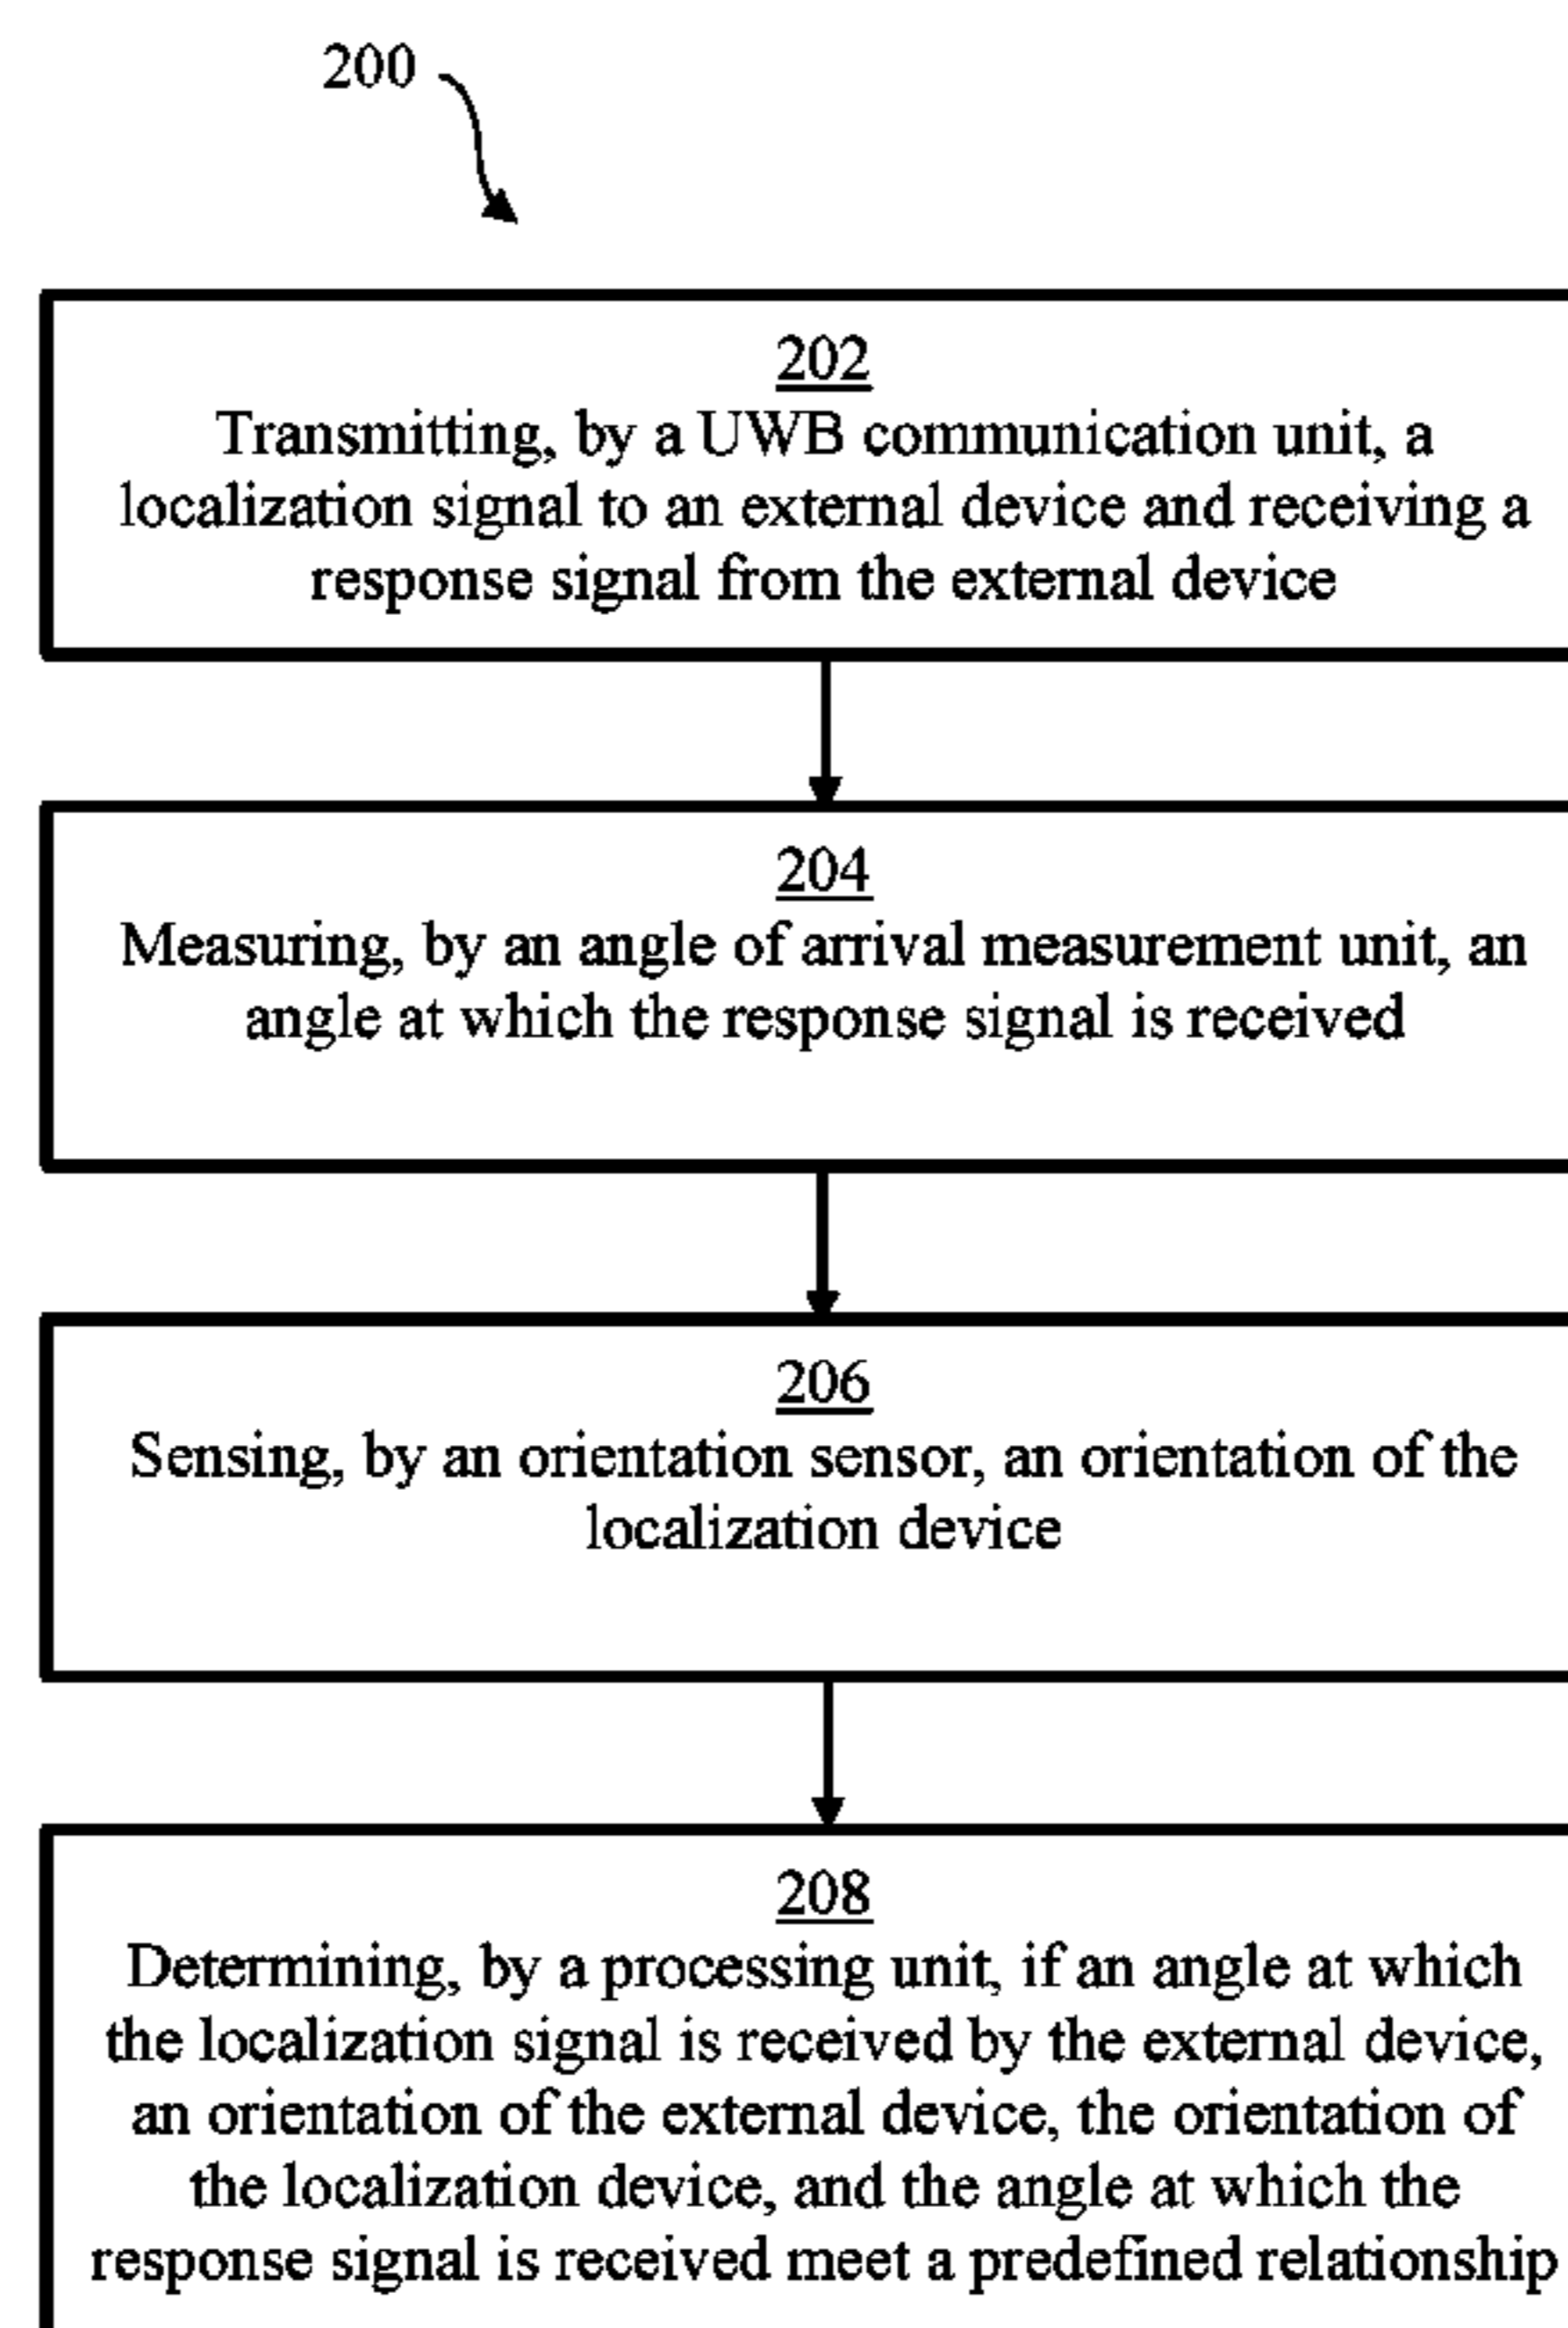 200
202
Transmitting, by a UWB communication unit, a
localization signal to an external device and receiving a
response signal from the external device
204
Measuring, by an angle of arrival measurement unit, an
angle at which the response signal is received
206
Sensing, by an orientation sensor, an orientation of the
localization device
208
Determining, by a processing unit, if an angle at which
the localization signal is received by the external device,
an orientation of the external device, the orientation of
the localization device, and the angle at which the
response signal is received meet a predefined relationship